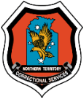 NORTHERN TERRITORY
CORRECTIONAL SERVICES